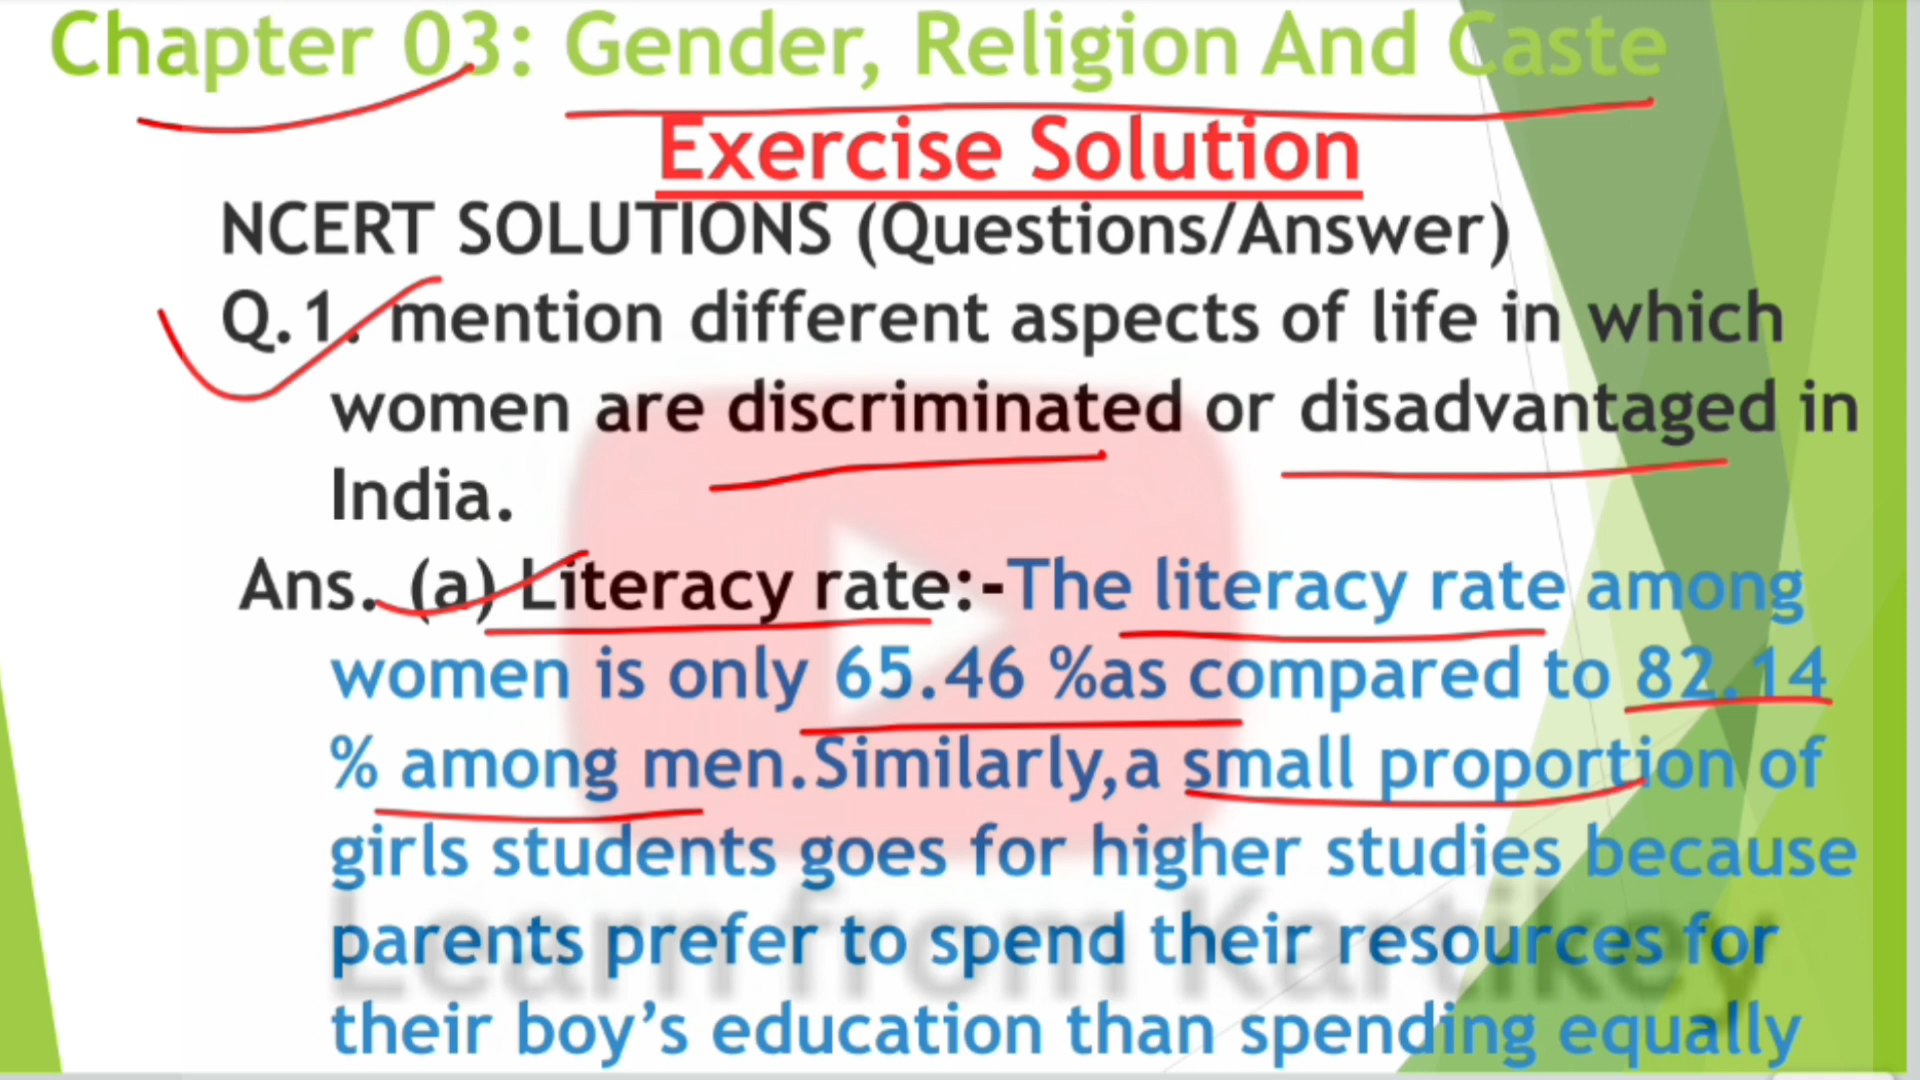 Chapter 03: Gender, Religion And Caste
Exercise Solution
NCERT SOLUTIONS (Questions/Answer)
Q.1. mention different aspects of life in which
women are discriminated or disadvantaged in
India.
Ans. (a) Literacy rate:-The literacy rate among
women is only 65.46 %as compared to 82.14
% among men.Similarly,a small proportion of
girls students goes for higher studies because
Learn from Kartikey
parents prefer to spend their resources for
their boy's education than spending equally